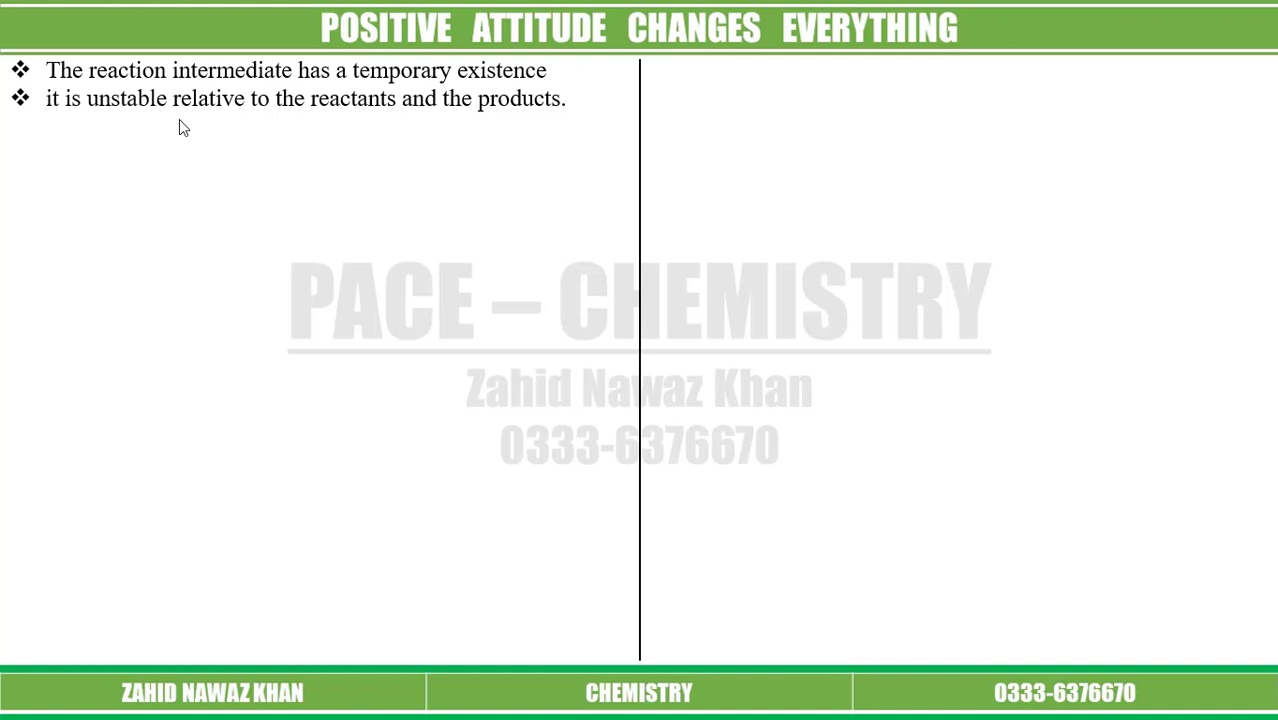 POSITIVE ATTITUDE CHANGES EVERYTHING
❖ The reaction intermediate has a temporary existence
❖ it is unstable relative to the reactants and the products.
PACE – CHEMISTRY
Zahid Nawaz Khan
0333-6376670
ZAHID NAWAZ KHAN
CHEMISTRY
0333-6376670